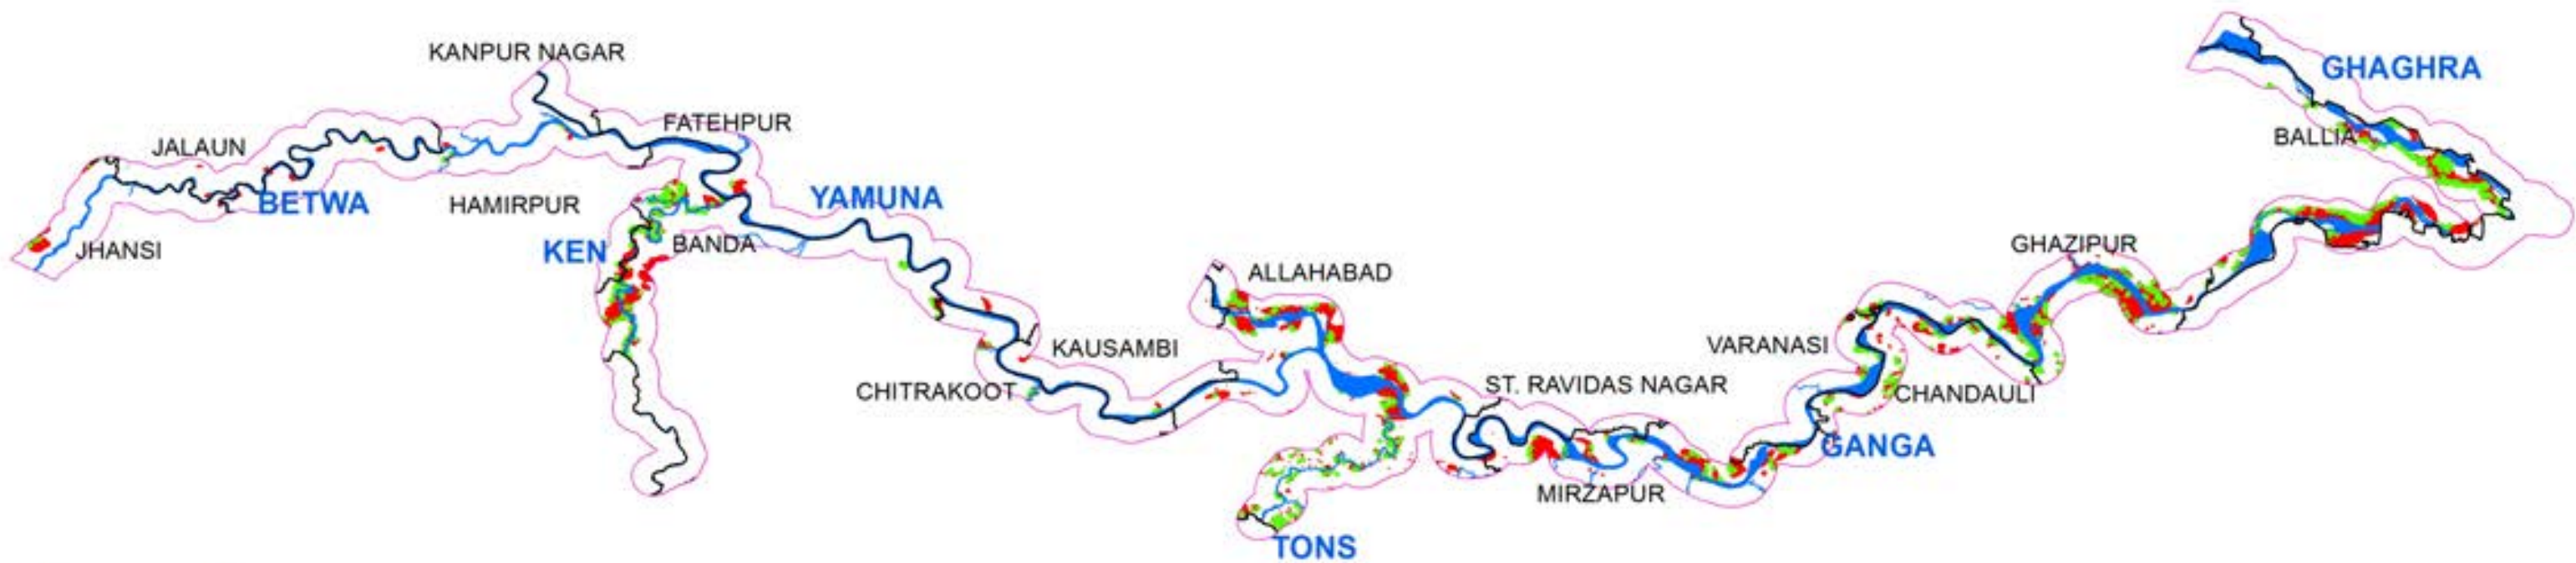 KANPUR NAGAR
GHAGHRA
FATEHPUR
BALLIA
JALAUN
YAMUNA
BETWA
HAMIRPUR
KEN
BANDA
GHAZIPUR
JHANSI
ALLAHABAD
VARANASI
KAUSAMBI
ST. RAVIDAS NAGAR
CHITRAKOOT
CHANDAULI
GANGA
MIRZAPUR
TONS